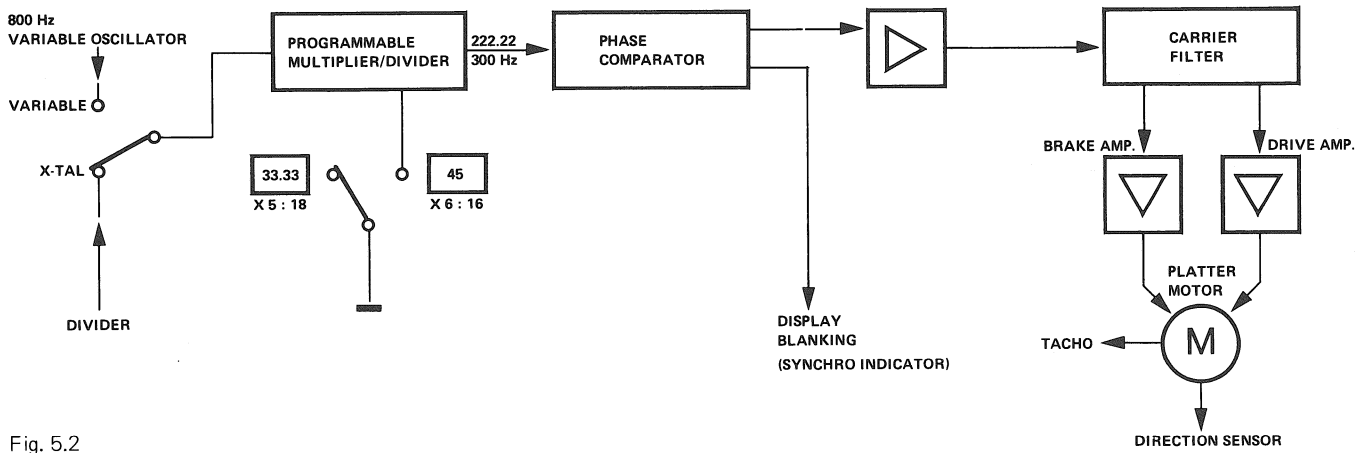 800 Hz
VARIABLE OSCILLATOR
VARIABLE
X-TAL
DIVIDER
PROGRAMMABLE
MULTIPLIER/DIVIDER
33.33
X 5 : 18
45
X 6 : 16
222.22
300 Hz
PHASE
COMPARATOR
DISPLAY
BLANKING
(SYNCHRO INDICATOR)
CARRIER
FILTER
BRAKE AMP.
DRIVE AMP.
PLATTER
MOTOR
M
TACHO
DIRECTION SENSOR
Fig. 5.2